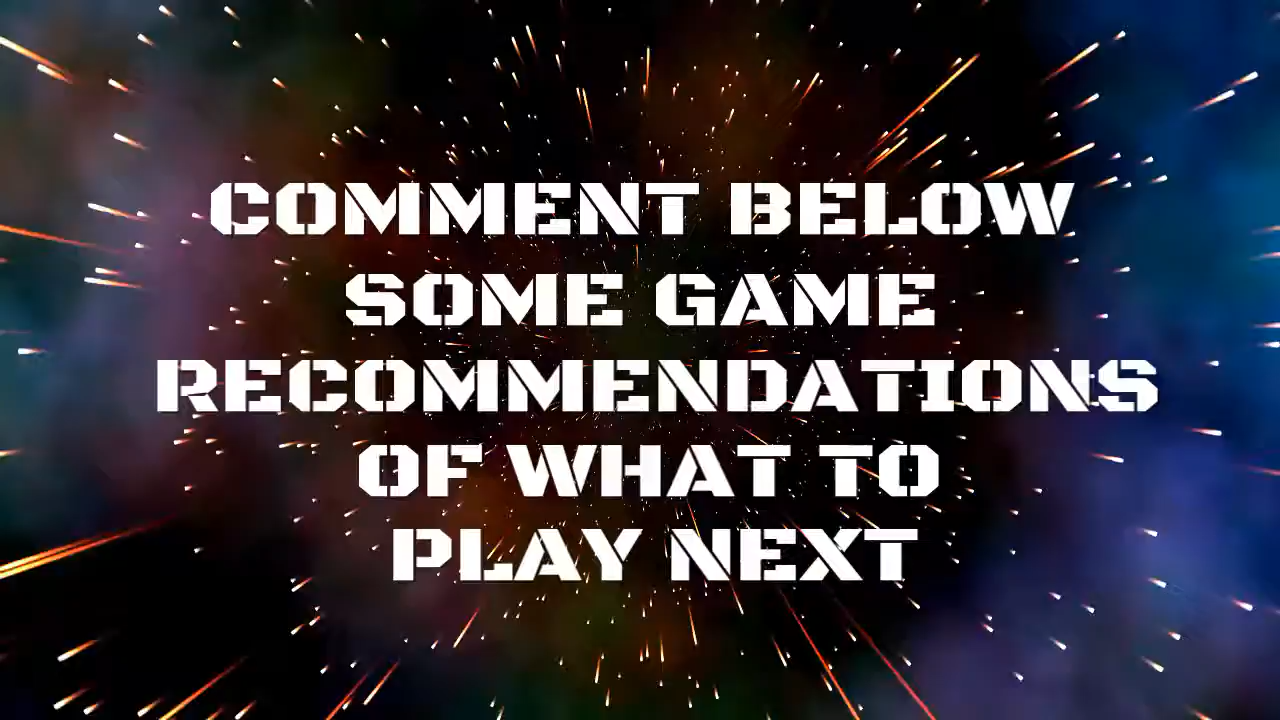 COMMENT BELOW
SOME GAME
RECOMMENDATIONS
OF WHAT TO
PLAY NEXT